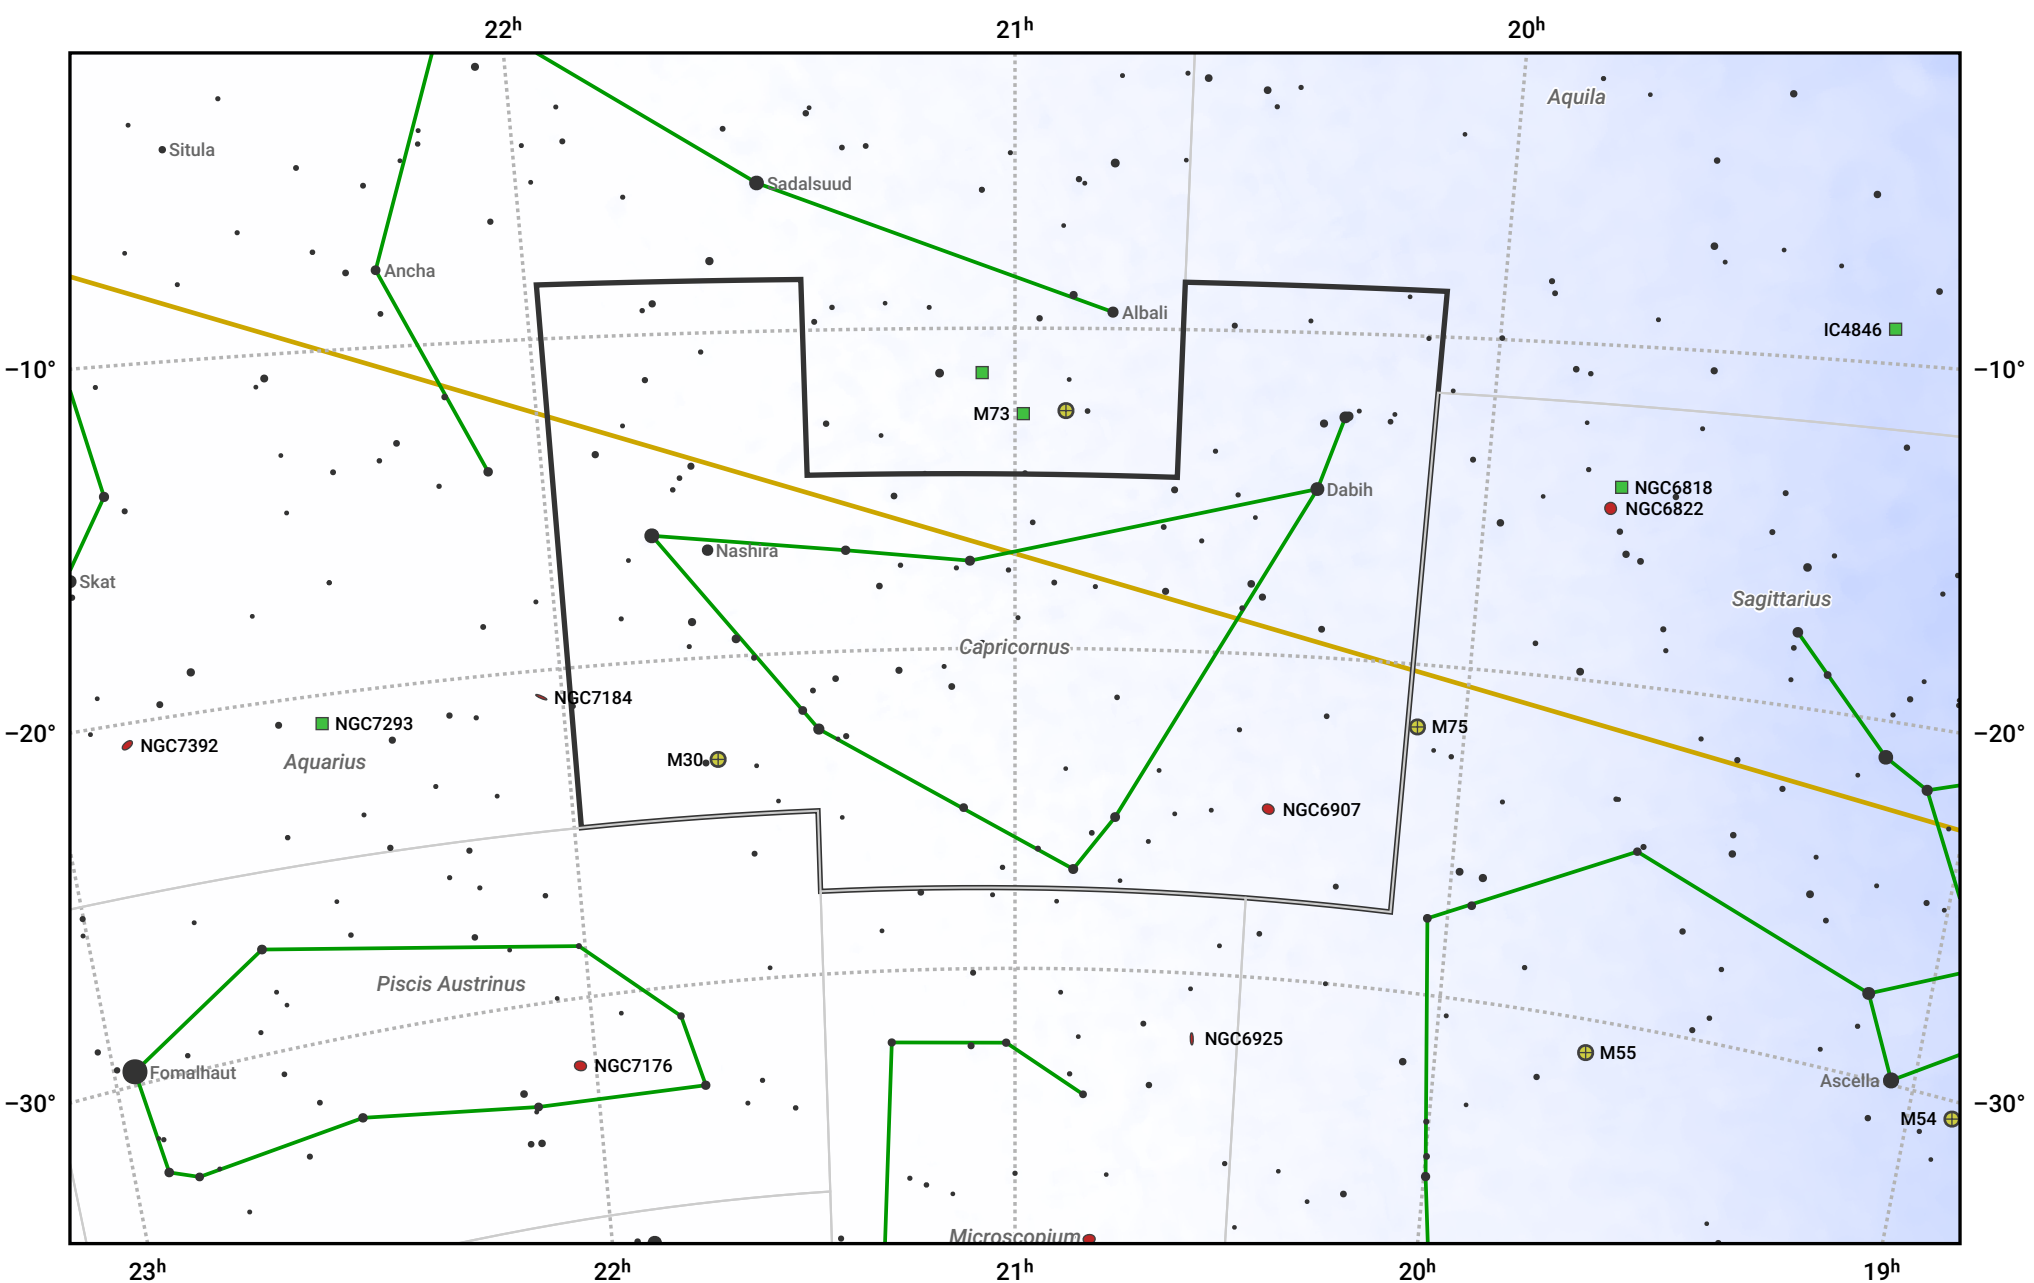 22h
21h
20h
Aquila
Situla
Sadalsuud
Ancha
Albali
IC4846
−10°
−10°
M73
Dabih
NGC6818
NGC6822
Nashira
Skat
Sagittarius
Capricornus
NGC7184
NGC7293
M75
−20°
−20°
NGC7392
Aquarius
M30
NGC6907
Piscis Austrinus
NGC6925
M55
NGC7176
Fomalhaut
Ascella
−30°
−30°
M54
Microscopium
23h
22h
21h
20h
19h